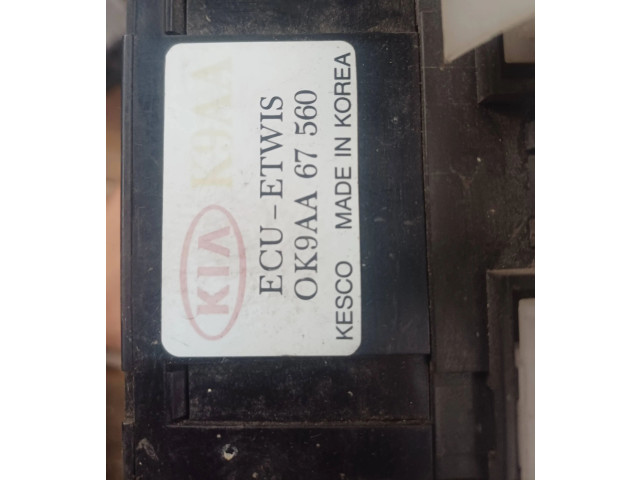 KIA K9AA
ECU-ETWIS
OK9AA 67 560
KESCO MADE IN KOREA